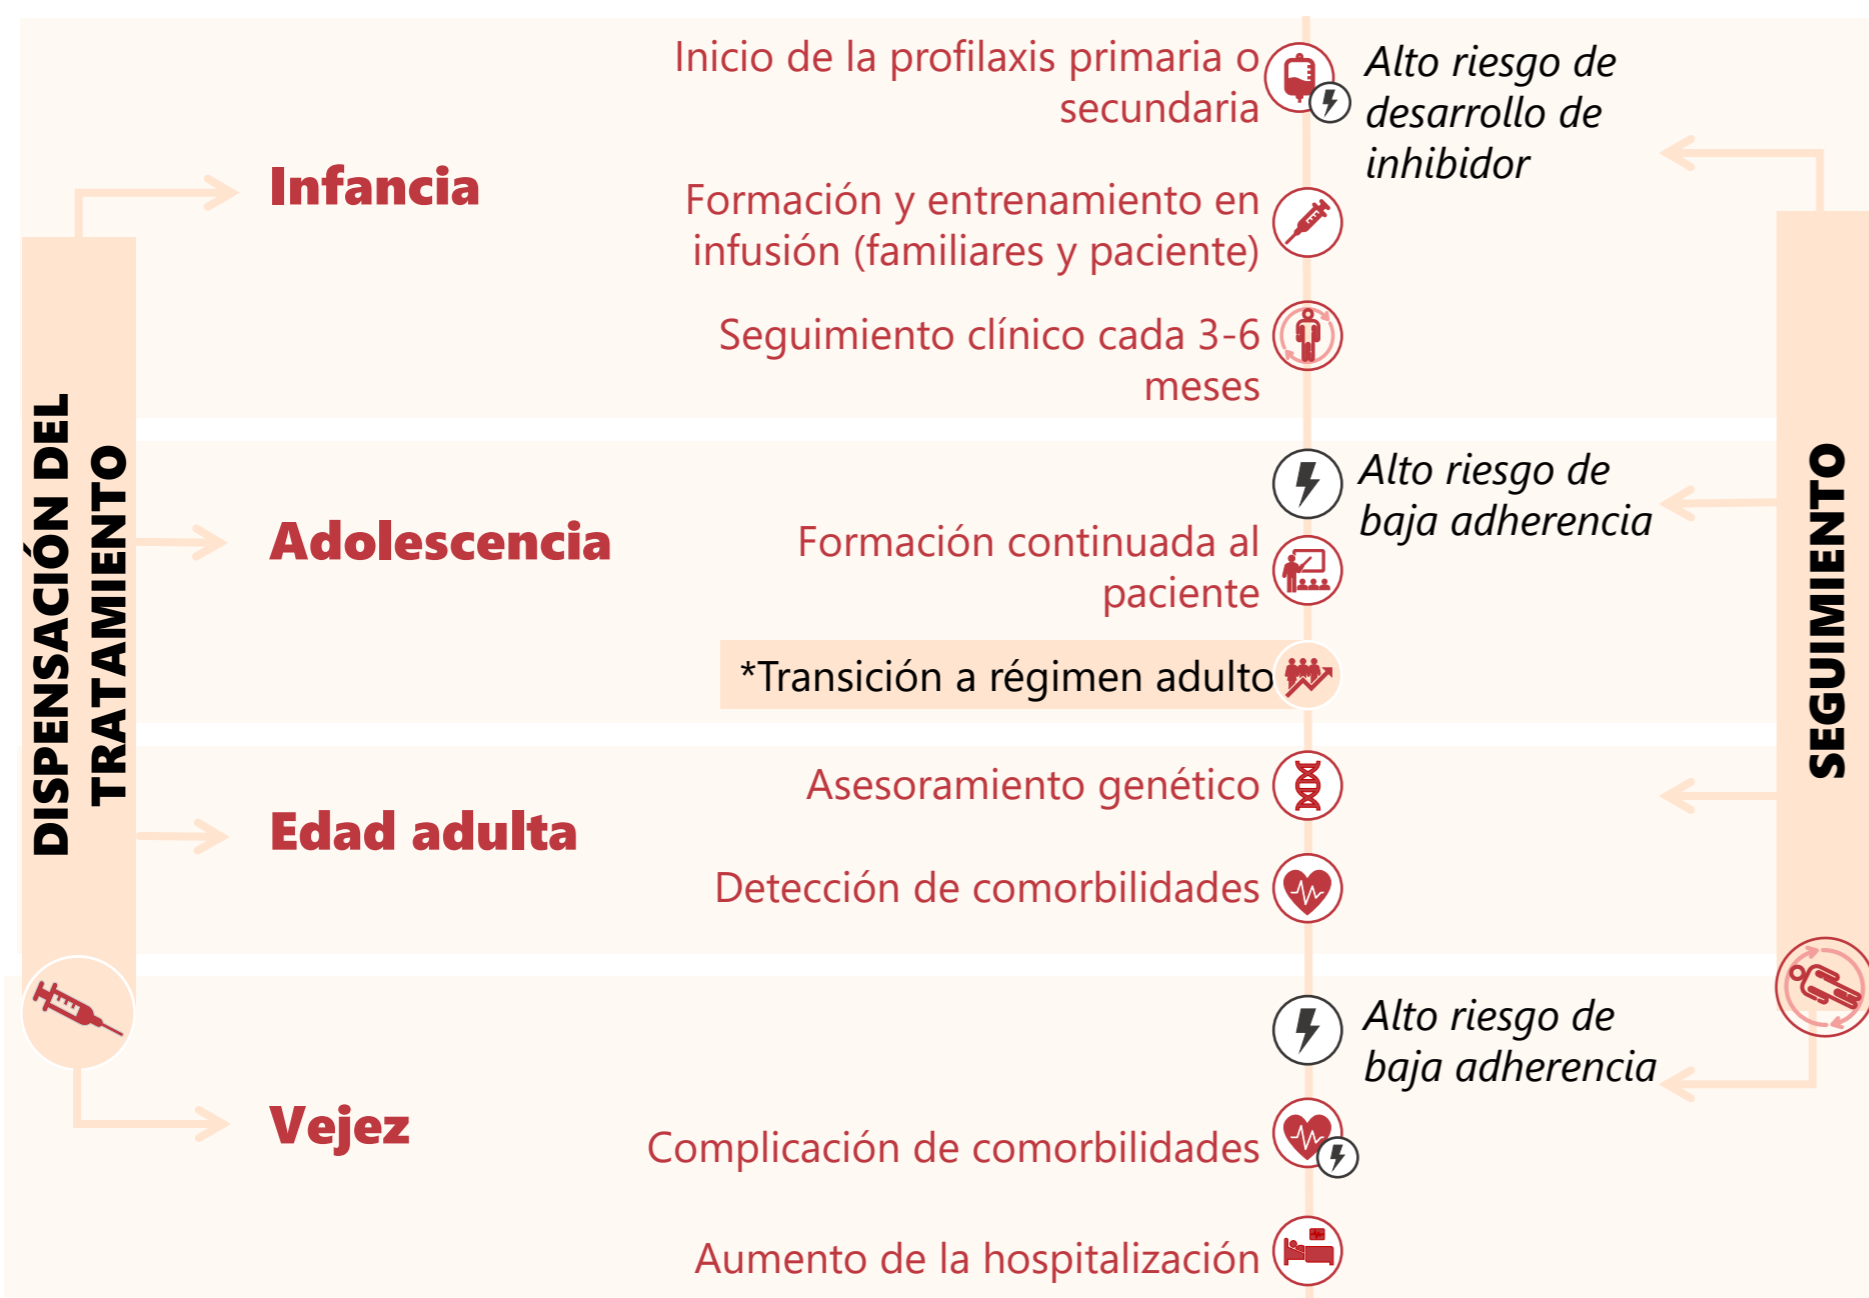 DISPENSACIÓN DEL
TRATAMIENTO
Infancia
Inicio de la profilaxis primaria o
secundaria
Alto riesgo de
desarrollo de
inhibidor
Formación y entrenamiento en
infusión (familiares y paciente)
Seguimiento clínico cada 3-6
meses
Adolescencia
Alto riesgo de
baja adherencia
Formación continuada al
paciente
*Transición a régimen adulto
Edad adulta
Asesoramiento genético
Detección de comorbilidades
Vejez
Alto riesgo de
baja adherencia
Complicación de comorbilidades
Aumento de la hospitalización
SEGUIMIENTO